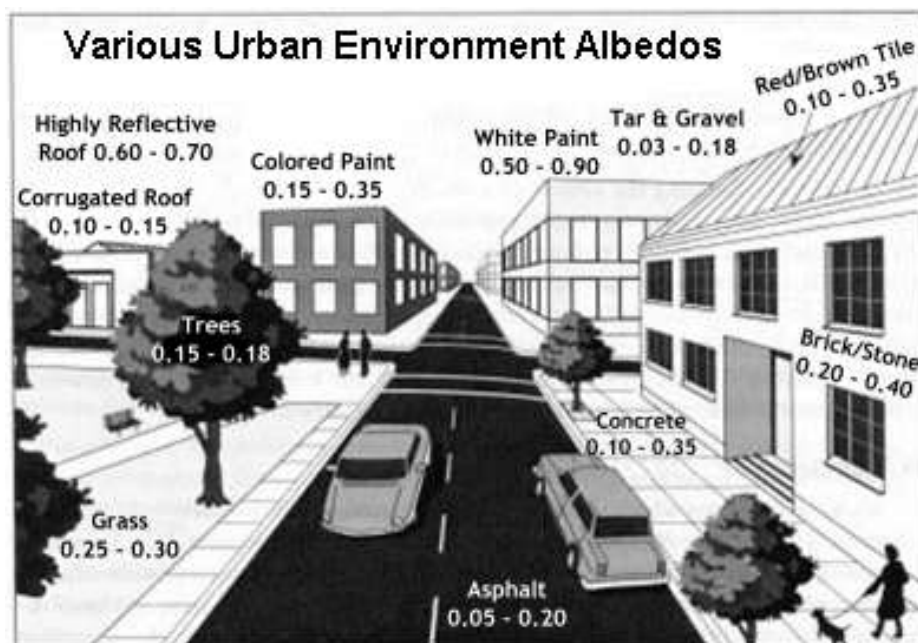 Various Urban Environment Albedos
Highly Reflective
Roof 0.60 - 0.70
Corrugated Roof
0.10 - 0.15
Colored Paint
0.15 - 0.35
White Paint
0.50 - 0.90
Tar & Gravel
0.03 - 0.18
Red/Brown Tile
0.10 - 0.35
Trees
0.15 - 0.18
Brick/Stone
0.20 - 0.40
Concrete
0.10 - 0.35
Grass
0.25 - 0.30
Asphalt
0.05 - 0.20